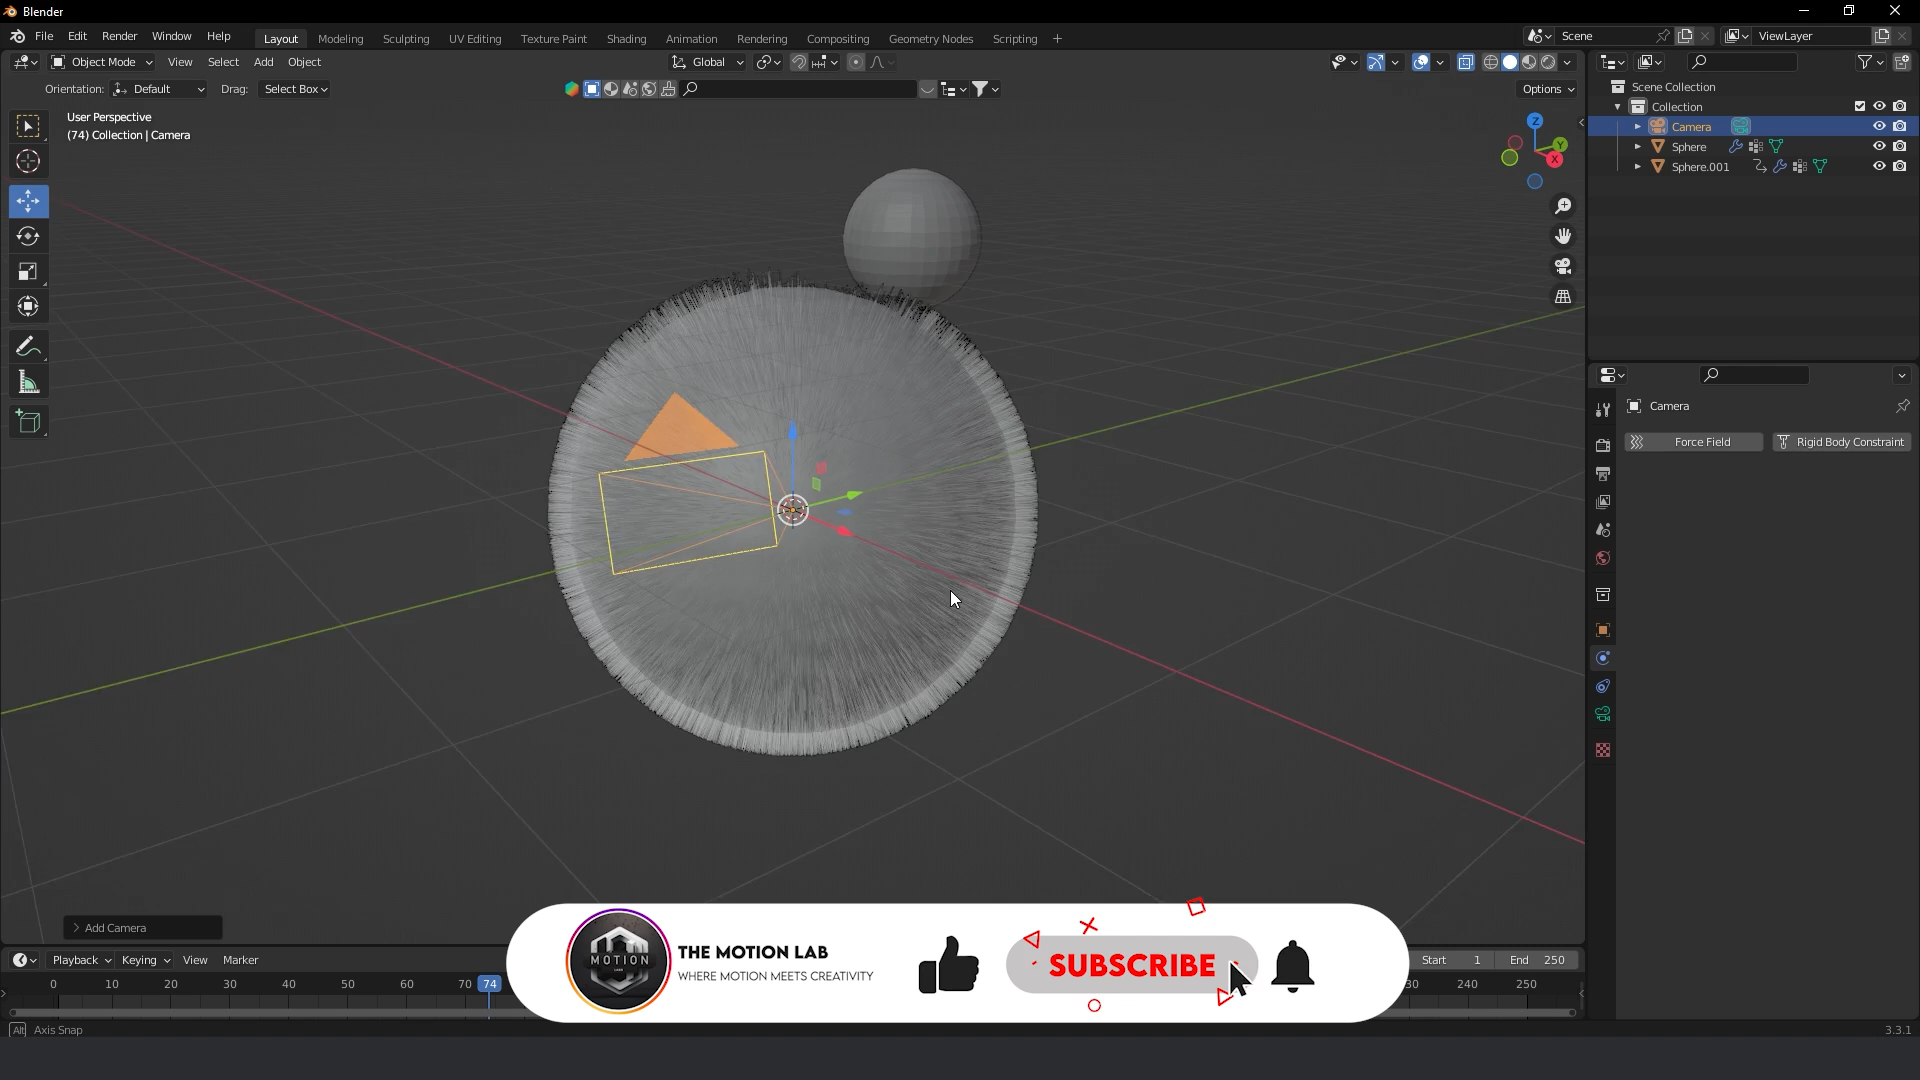 Blender
File Edit Render Window Help
Layout Modeling Sculpting UV Editing Texture Paint Shading Animation Rendering Compositing Geometry Nodes Scripting +
Scene
ViewLayer
Object Mode View Select Add Object
Global
Orientation: Default Drag: Select Box
Options
User Perspective
(74) Collection | Camera
Z
Y
X
Scene Collection
Collection
Camera
Sphere
Sphere.001
Camera
Force Field
Rigid Body Constraint
Add Camera
MOTION
THE MOTION LAB
WHERE MOTION MEETS CREATIVITY
SUBSCRIBE
Playback Keying View Marker
Start 1 End 250
0 10 20 30 40 50 60 70 74
30 240 250
Alt Axis Snap
3.3.1